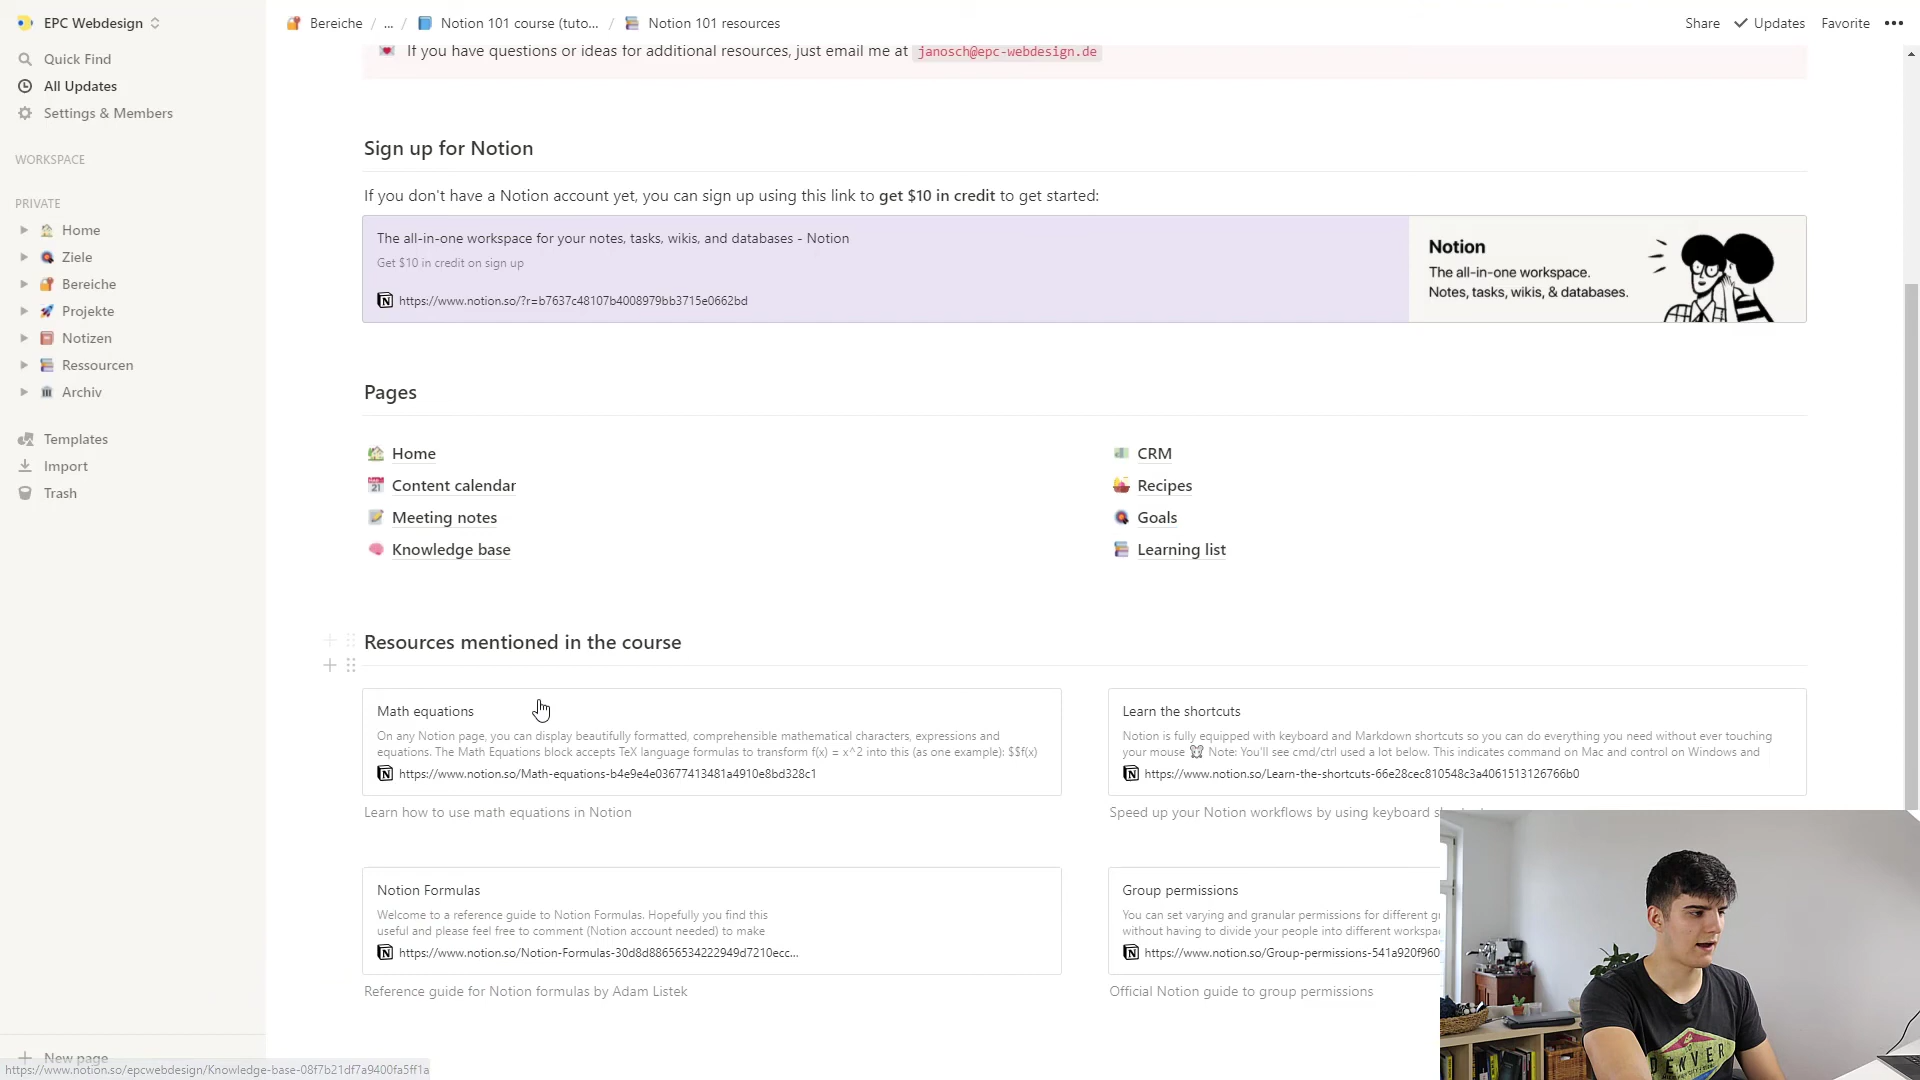 EPC Webdesign
Bereiche / ... / Notion 101 course (tuto... / Notion 101 resources
Share Updates Favorite
Quick Find
All Updates
Settings & Members
WORKSPACE
PRIVATE
Home
Ziele
Bereiche
Projekte
Notizen
Ressourcen
Archiv
Templates
Import
Trash
New page
https://www.notion.so/epcwebdesign/Knowledge-base-08f7b21df7a9400fa5ff1a
If you have questions or ideas for additional resources, just email me at janosch@epc-webdesign.de
Sign up for Notion
If you don't have a Notion account yet, you can sign up using this link to get $10 in credit to get started:
The all-in-one workspace for your notes, tasks, wikis, and databases - Notion
Get $10 in credit on sign up
https://www.notion.so/?r=b7637c48107b4008979bb3715e0662bd
Notion
The all-in-one workspace.
Notes, tasks, wikis, & databases.
Pages
Home
Content calendar
Meeting notes
Knowledge base
CRM
Recipes
Goals
Learning list
Resources mentioned in the course
Math equations
On any Notion page, you can display beautifully formatted, comprehensible mathematical characters, expressions and
equations. The Math Equations block accepts TeX language formulas to transform f(x) = x^2 into this (as one example): $$f(x)
https://www.notion.so/Math-equations-b4e9e4e03677413481a4910e8bd328c1
Learn how to use math equations in Notion
Learn the shortcuts
Notion is fully equipped with keyboard and Markdown shortcuts so you can do everything you need without ever touching
your mouse 🐭 Note: You'll see cmd/ctrl used a lot below. This indicates command on Mac and control on Windows and
https://www.notion.so/Learn-the-shortcuts-66e28cec810548c3a4061513126766b0
Speed up your Notion workflows by using keyboard
Notion Formulas
Welcome to a reference guide to Notion Formulas. Hopefully you find this
useful and please feel free to comment (Notion account needed) to make
https://www.notion.so/Notion-Formulas-30d8d88656534222949d7210ecc...
Reference guide for Notion formulas by Adam Listek
Group permissions
You can set varying and granular permissions for different
without having to divide your people into different
https://www.notion.so/Group-permissions-541a920f960
Official Notion guide to group permissions
DENVER